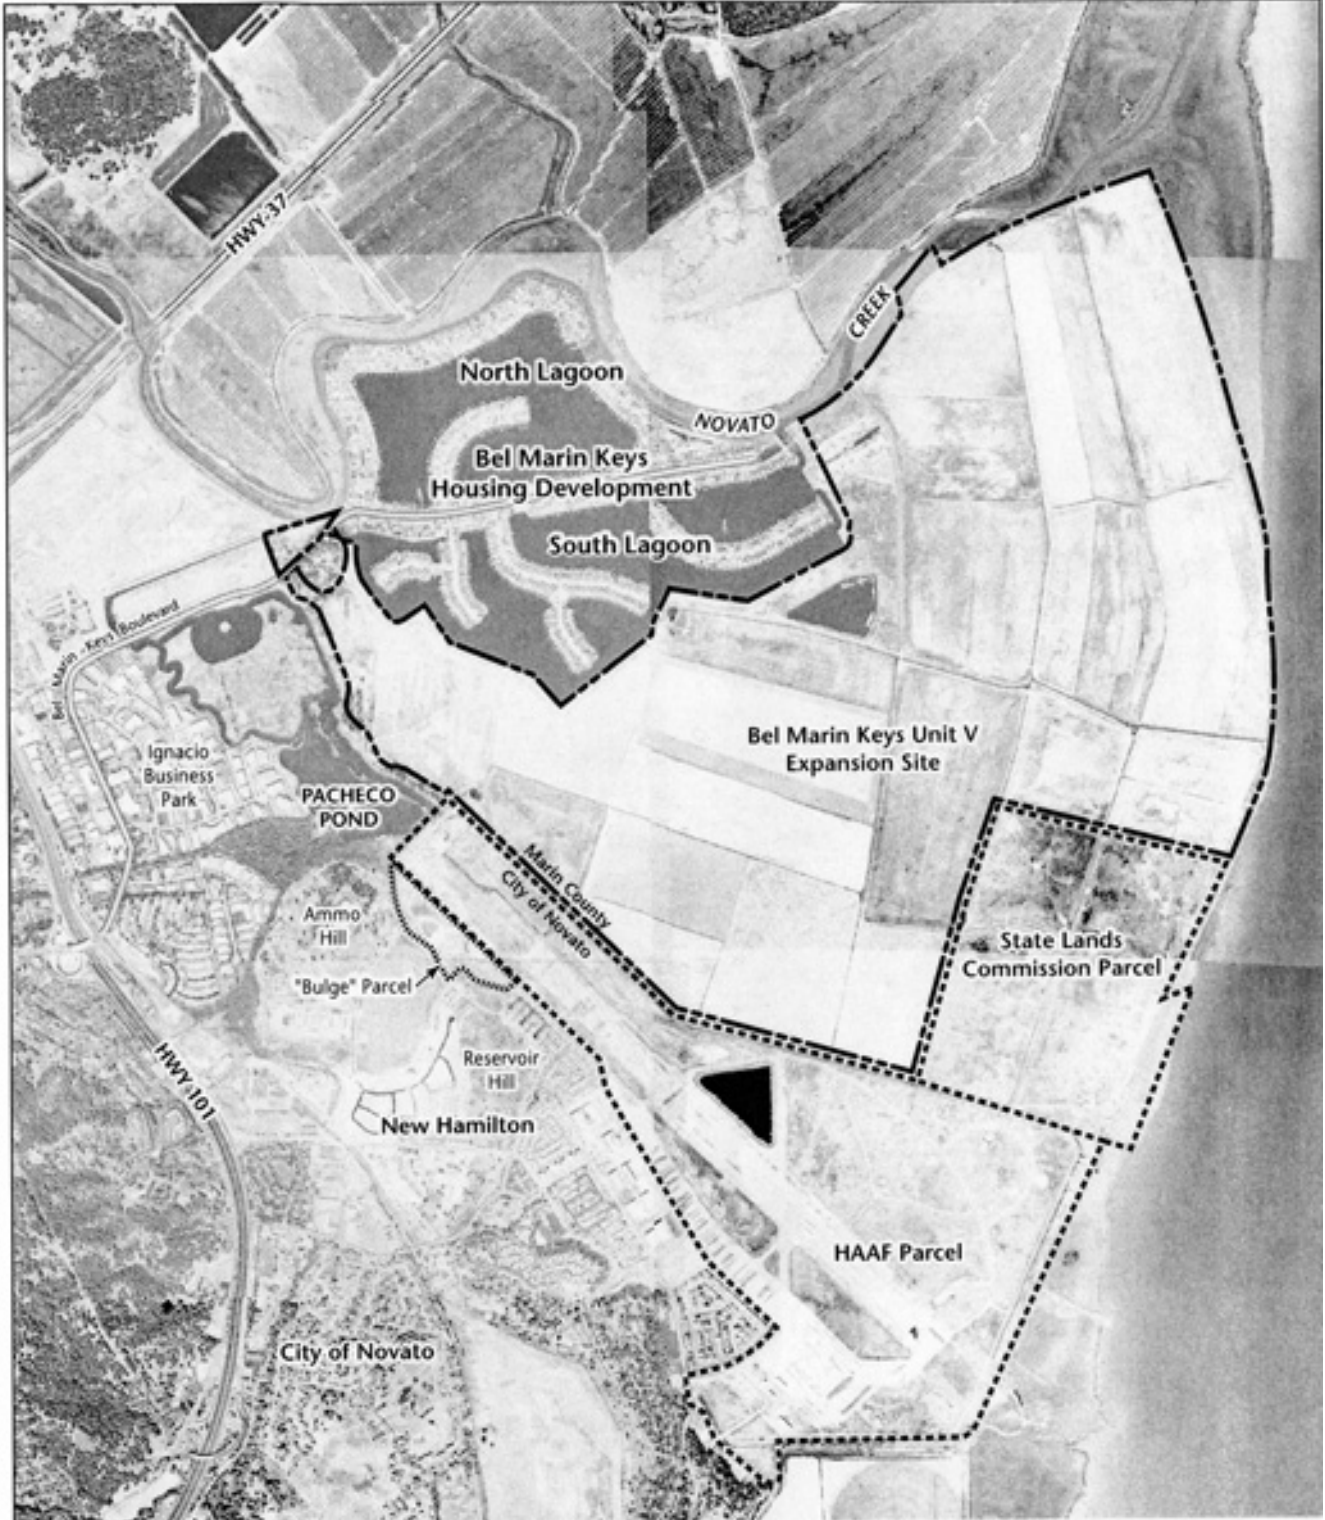 HWY 37
CREEK
North Lagoon
NOVATO
Bel Marin Keys
Housing Development
South Lagoon
Bel Marin Keys Boulevard
Bel Marin Keys Unit V
Expansion Site
Ignacio
Business
Park
PACHECO
POND
Marin County
City of Novato
Ammo
Hill
State Lands
Commission Parcel
"Bulge" Parcel
HWY 101
Reservoir
Hill
New Hamilton
HAAF Parcel
City of Novato